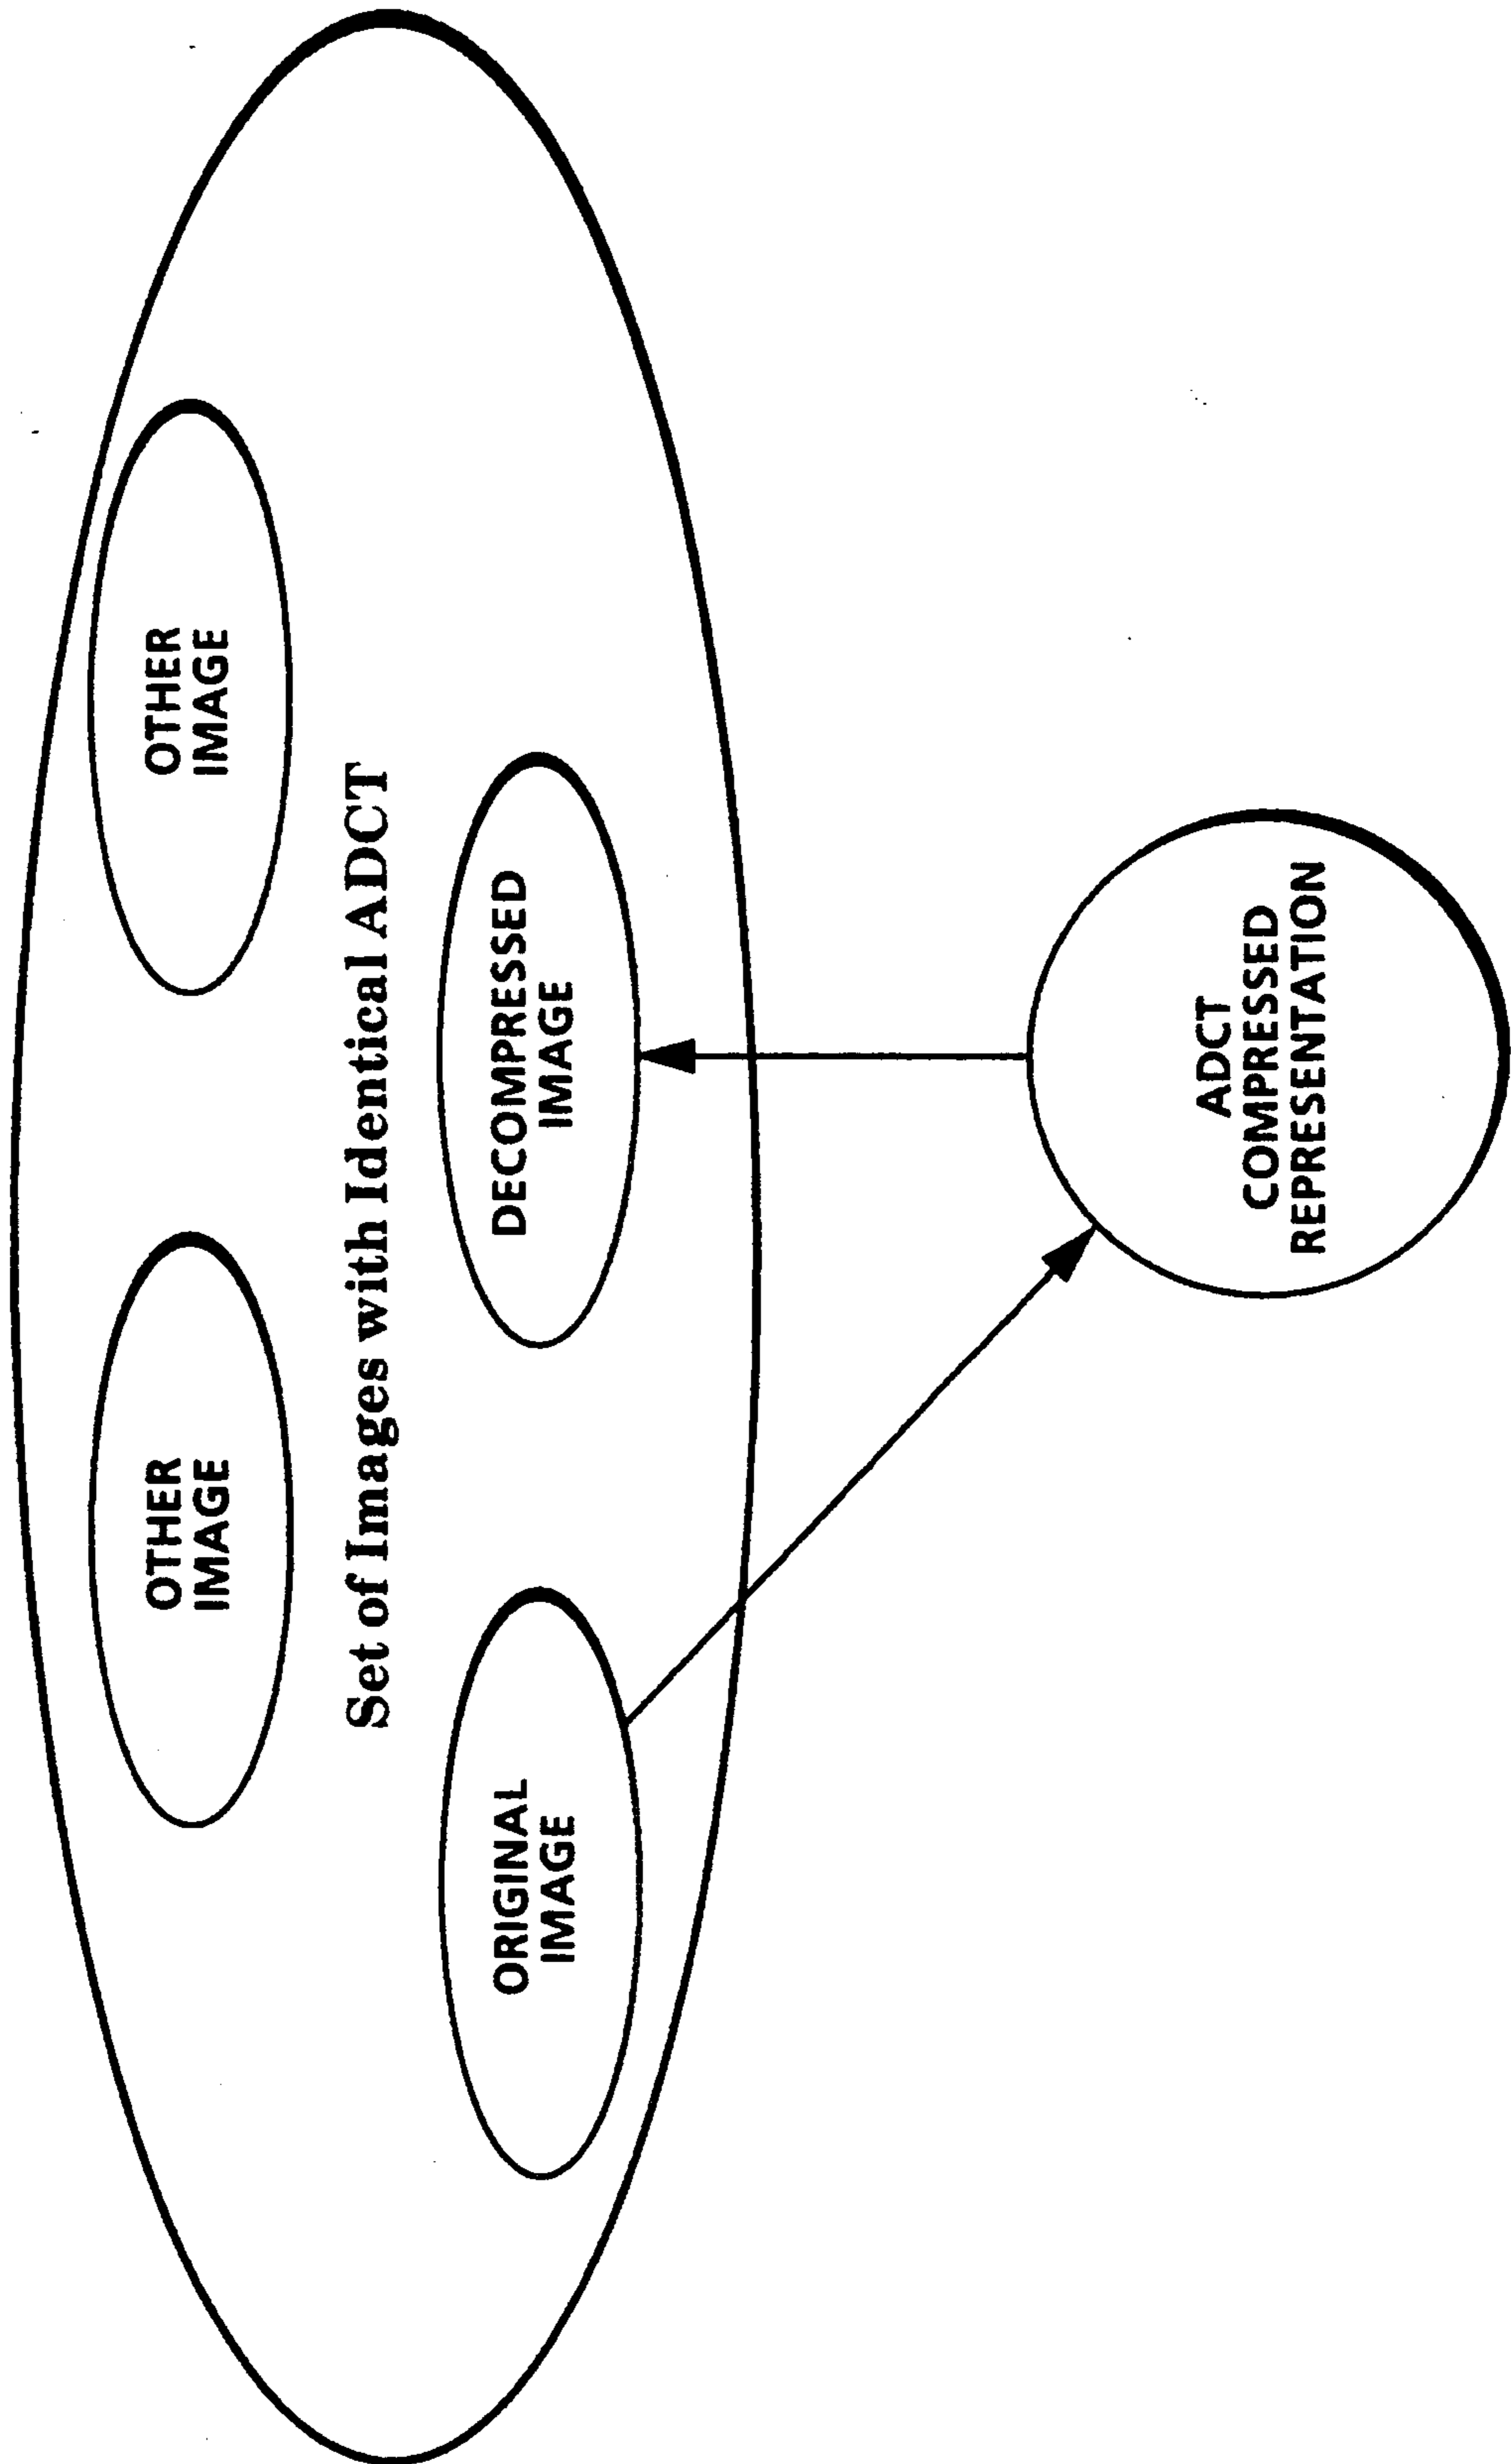 OTHER
IMAGE
OTHER
IMAGE
Set of Images with Identical ADCT
ORIGINAL
IMAGE
DECOMPRESSED
IMAGE
ADCT
COMPRESSED
REPRESENTATION